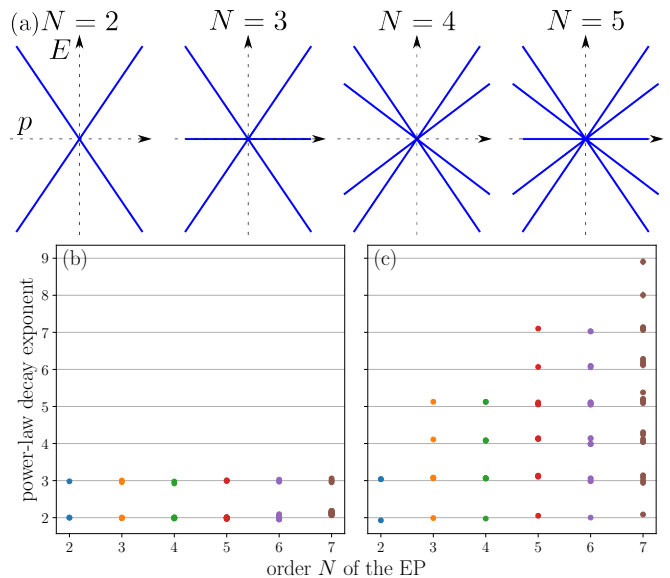 (a) N = 2 N = 3 N = 4 N = 5
E
p
(b) (c)
power-law decay exponent
9
8
7
6
5
4
3
2
2 3 4 5 6 7 2 3 4 5 6 7
order N of the EP